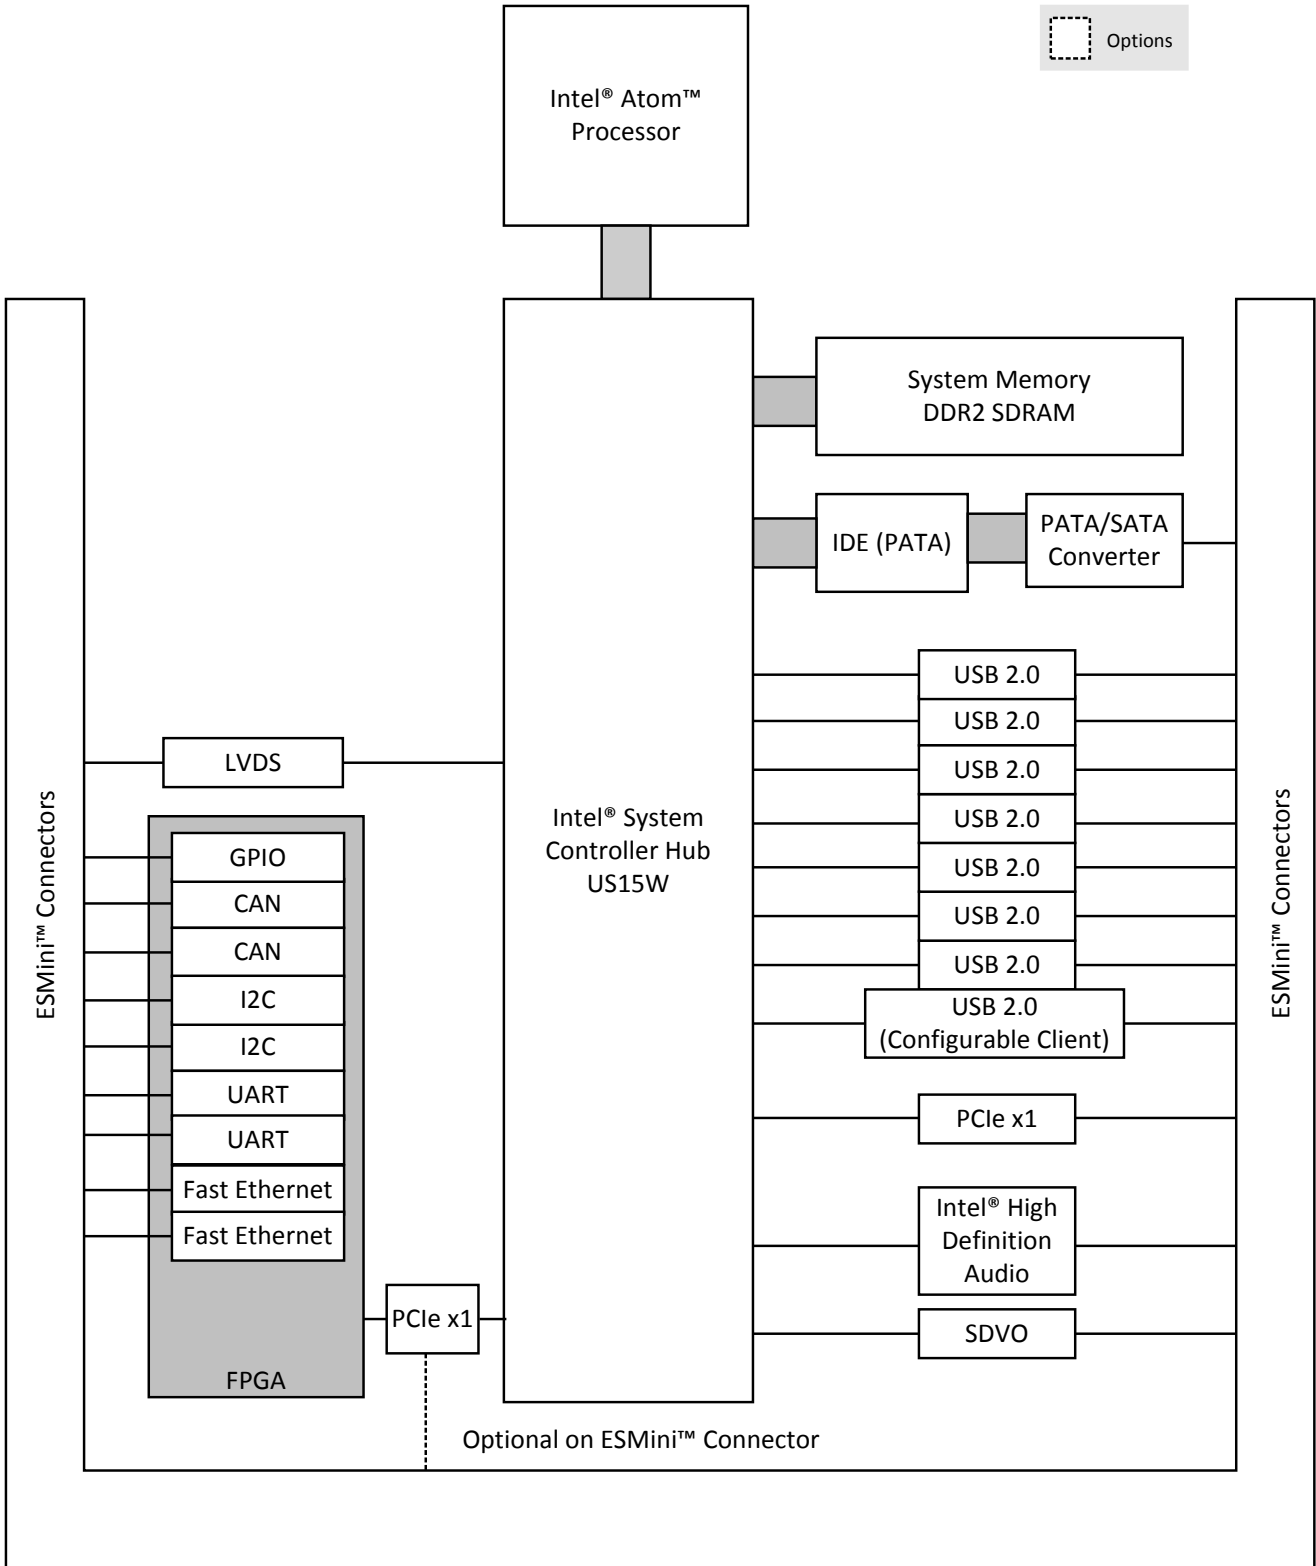 Options
Intel® Atom™
Processor
System Memory
DDR2 SDRAM
IDE (PATA)
PATA/SATA
Converter
USB 2.0
USB 2.0
USB 2.0
USB 2.0
USB 2.0
USB 2.0
USB 2.0
USB 2.0
(Configurable Client)
PCIe x1
Intel® High
Definition
Audio
SDVO
Intel® System
Controller Hub
US15W
LVDS
GPIO
CAN
CAN
I2C
I2C
UART
UART
Fast Ethernet
Fast Ethernet
FPGA
PCIe x1
Optional on ESMini™ Connector
ESMini™ Connectors
ESMini™ Connectors